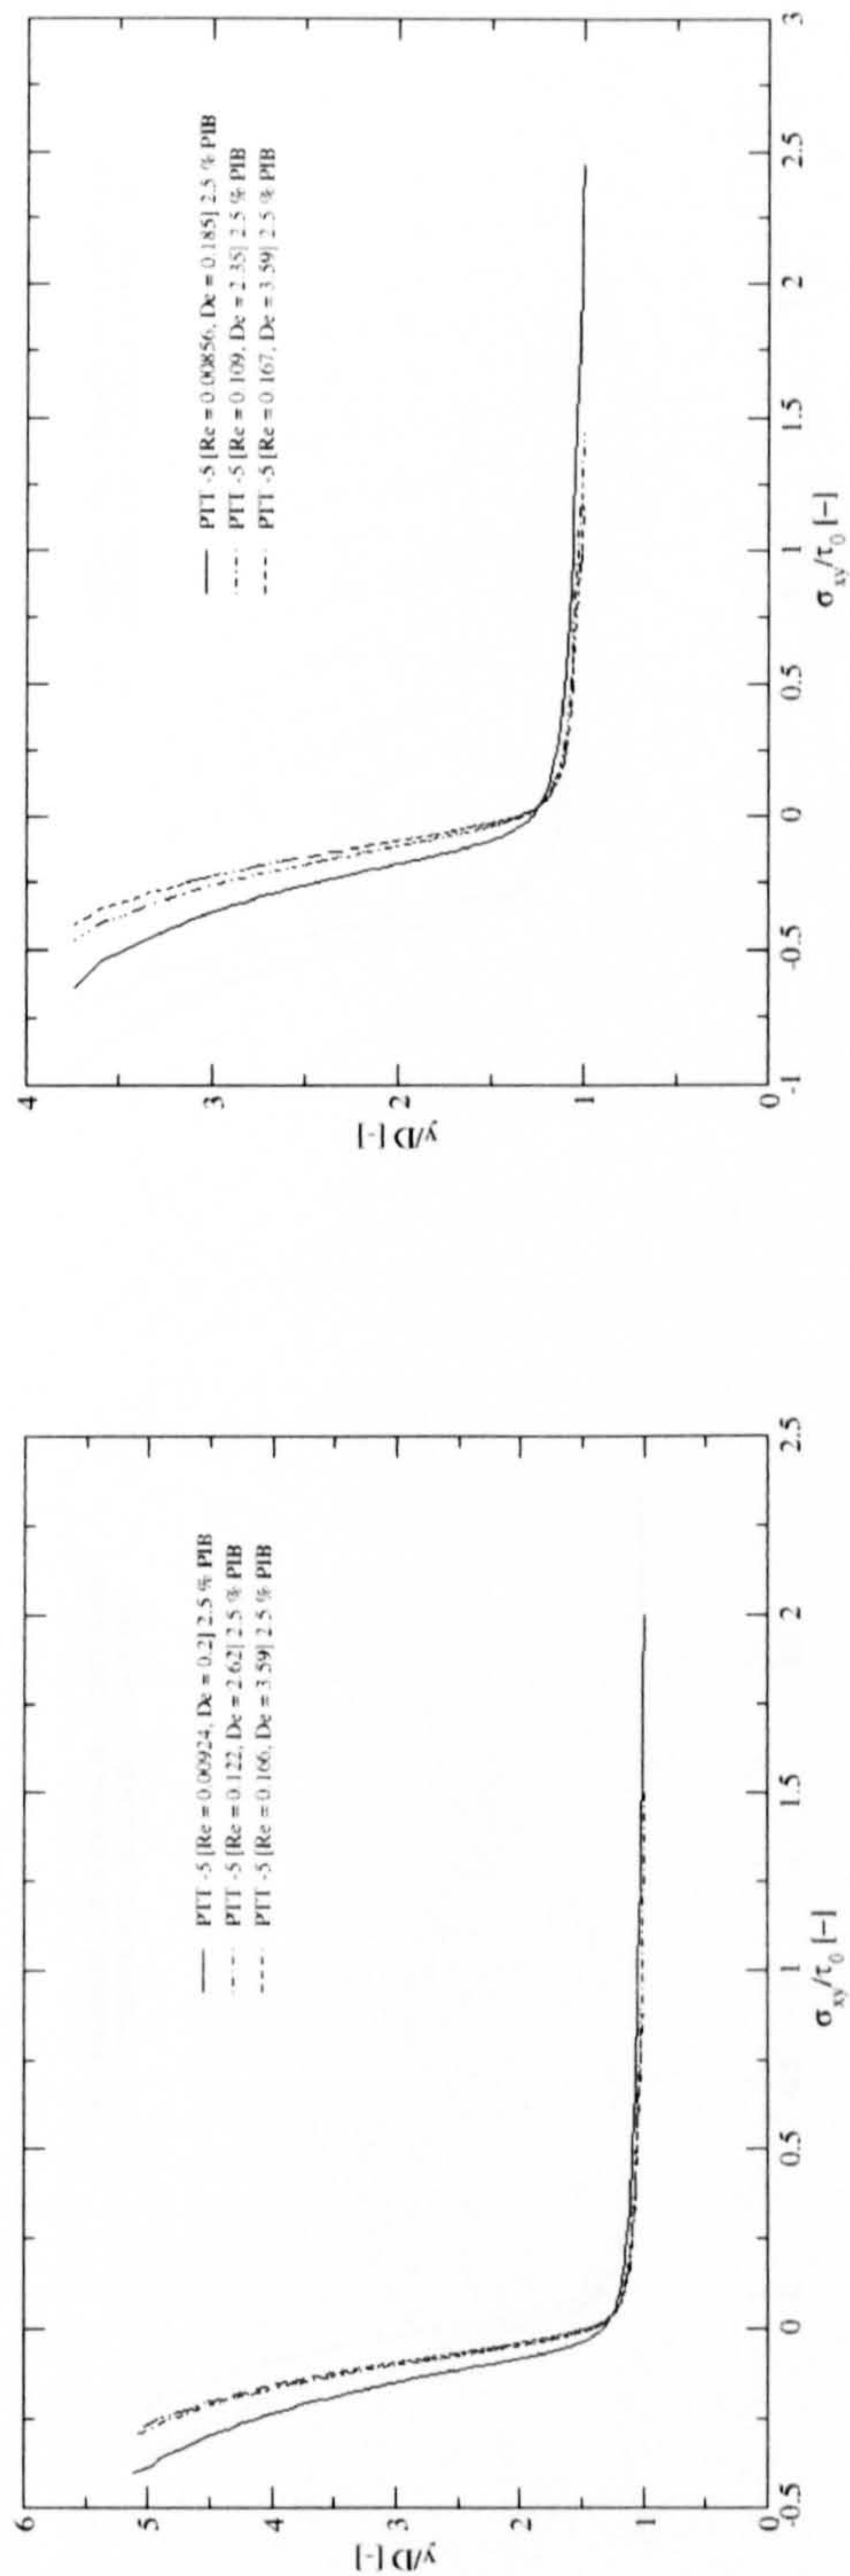 PTT -5 [Re = 0.00924, De = 0.2] 2.5 % PIB
PTT -5 [Re = 0.122, De = 2.62] 2.5 % PIB
PTT -5 [Re = 0.166, De = 3.59] 2.5 % PIB
6
5
4
3
2
1
0
y/D [-]
-0.5
0
0.5
1
1.5
2
2.5
σxy/τ0 [-]
PTT -5 [Re = 0.00856, De = 0.185] 2.5 % PIB
PTT -5 [Re = 0.109, De = 2.35] 2.5 % PIB
PTT -5 [Re = 0.167, De = 3.59] 2.5 % PIB
4
3
2
1
0
y/D [-]
-1
-0.5
0
0.5
1
1.5
2
2.5
3
σxy/τ0 [-]